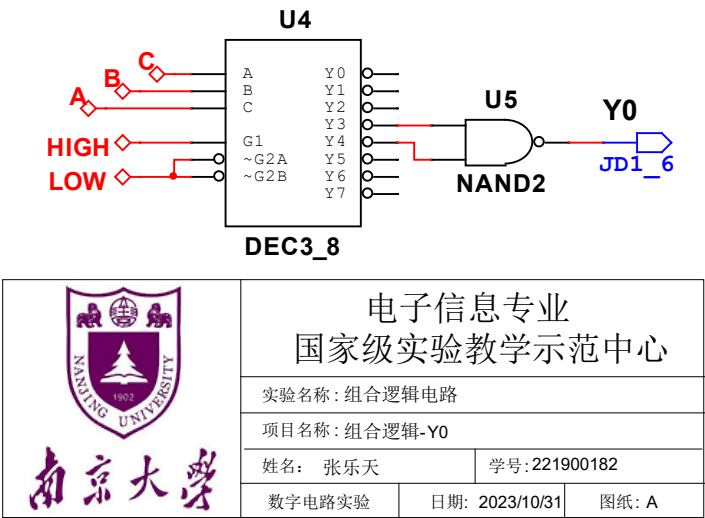 U4
C
B
A
HIGH
LOW
A Y0
B Y1
C Y2
Y3
G1 Y4
~G2A Y5
~G2B Y6
Y7
DEC3_8
U5
NAND2
Y0
JD1_6
NANJING UNIVERSITY
1902
南京大学
电子信息专业
国家级实验教学示范中心
实验名称:组合逻辑电路
项目名称:组合逻辑-Y0
姓名: 张乐天 学号:221900182
数字电路实验 日期: 2023/10/31 图纸: A